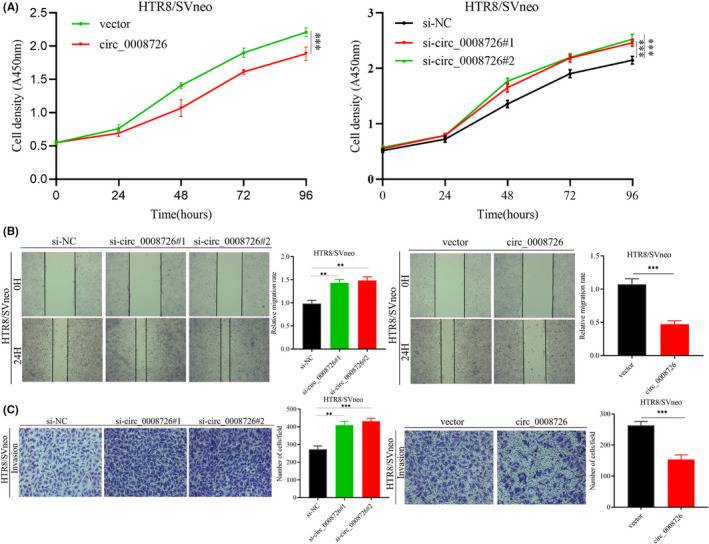 (A)
HTR8/SVneo
Cell density (A450nm)
2.5
2.0
1.5
1.0
0.5
0.0
0
24
48
72
96
Time(hours)
vector
circ_0008726
***
HTR8/SVneo
Cell density (A450nm)
3
2
1
0
0
24
48
72
96
Time(hours)
si-NC
si-circ_0008726#1
si-circ_0008726#2
***
***
(B)
si-NC
si-circ_0008726#1
si-circ_0008726#2
HTR8/SVneo
0H
24H
HTR8/SVneo
Relative migration rate
2.0
1.5
1.0
0.5
0.0
**
**
si-NC
si-circ_0008726#1
si-circ_0008726#2
vector
circ_0008726
HTR8/SVneo
0H
24H
HTR8/SVneo
Relative migration rate
1.5
1.0
0.5
0.0
***
vector
circ_0008726
(C)
si-NC
si-circ_0008726#1
si-circ_0008726#2
HTR8/SVneo
Invasion
HTR8/SVneo
Number of cells/field
500
400
300
200
100
0
**
***
si-NC
si-circ_0008726#1
si-circ_0008726#2
vector
circ_0008726
HTR8/SVneo
Invasion
HTR8/SVneo
Number of cells/field
300
200
100
0
***
vector
circ_0008726